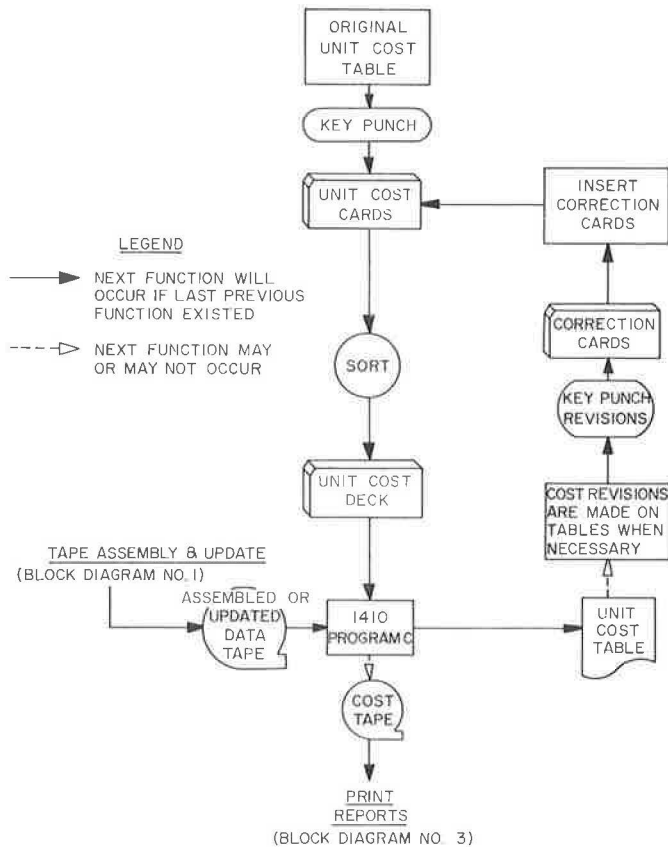 ORIGINAL
UNIT COST
TABLE
KEY PUNCH
UNIT COST
CARDS
INSERT
CORRECTION
CARDS
LEGEND
NEXT FUNCTION WILL
OCCUR IF LAST PREVIOUS
FUNCTION EXISTED
NEXT FUNCTION MAY
OR MAY NOT OCCUR
CORRECTION
CARDS
SORT
KEY PUNCH
REVISIONS
UNIT COST
DECK
COST REVISIONS
ARE MADE ON
TABLES WHEN
NECESSARY
TAPE ASSEMBLY & UPDATE
(BLOCK DIAGRAM NO. 1)
ASSEMBLED OR
(UPDATED)
DATA
TAPE
1410
PROGRAM C
UNIT
COST
TABLE
COST
TAPE
PRINT
REPORTS
(BLOCK DIAGRAM NO. 3)